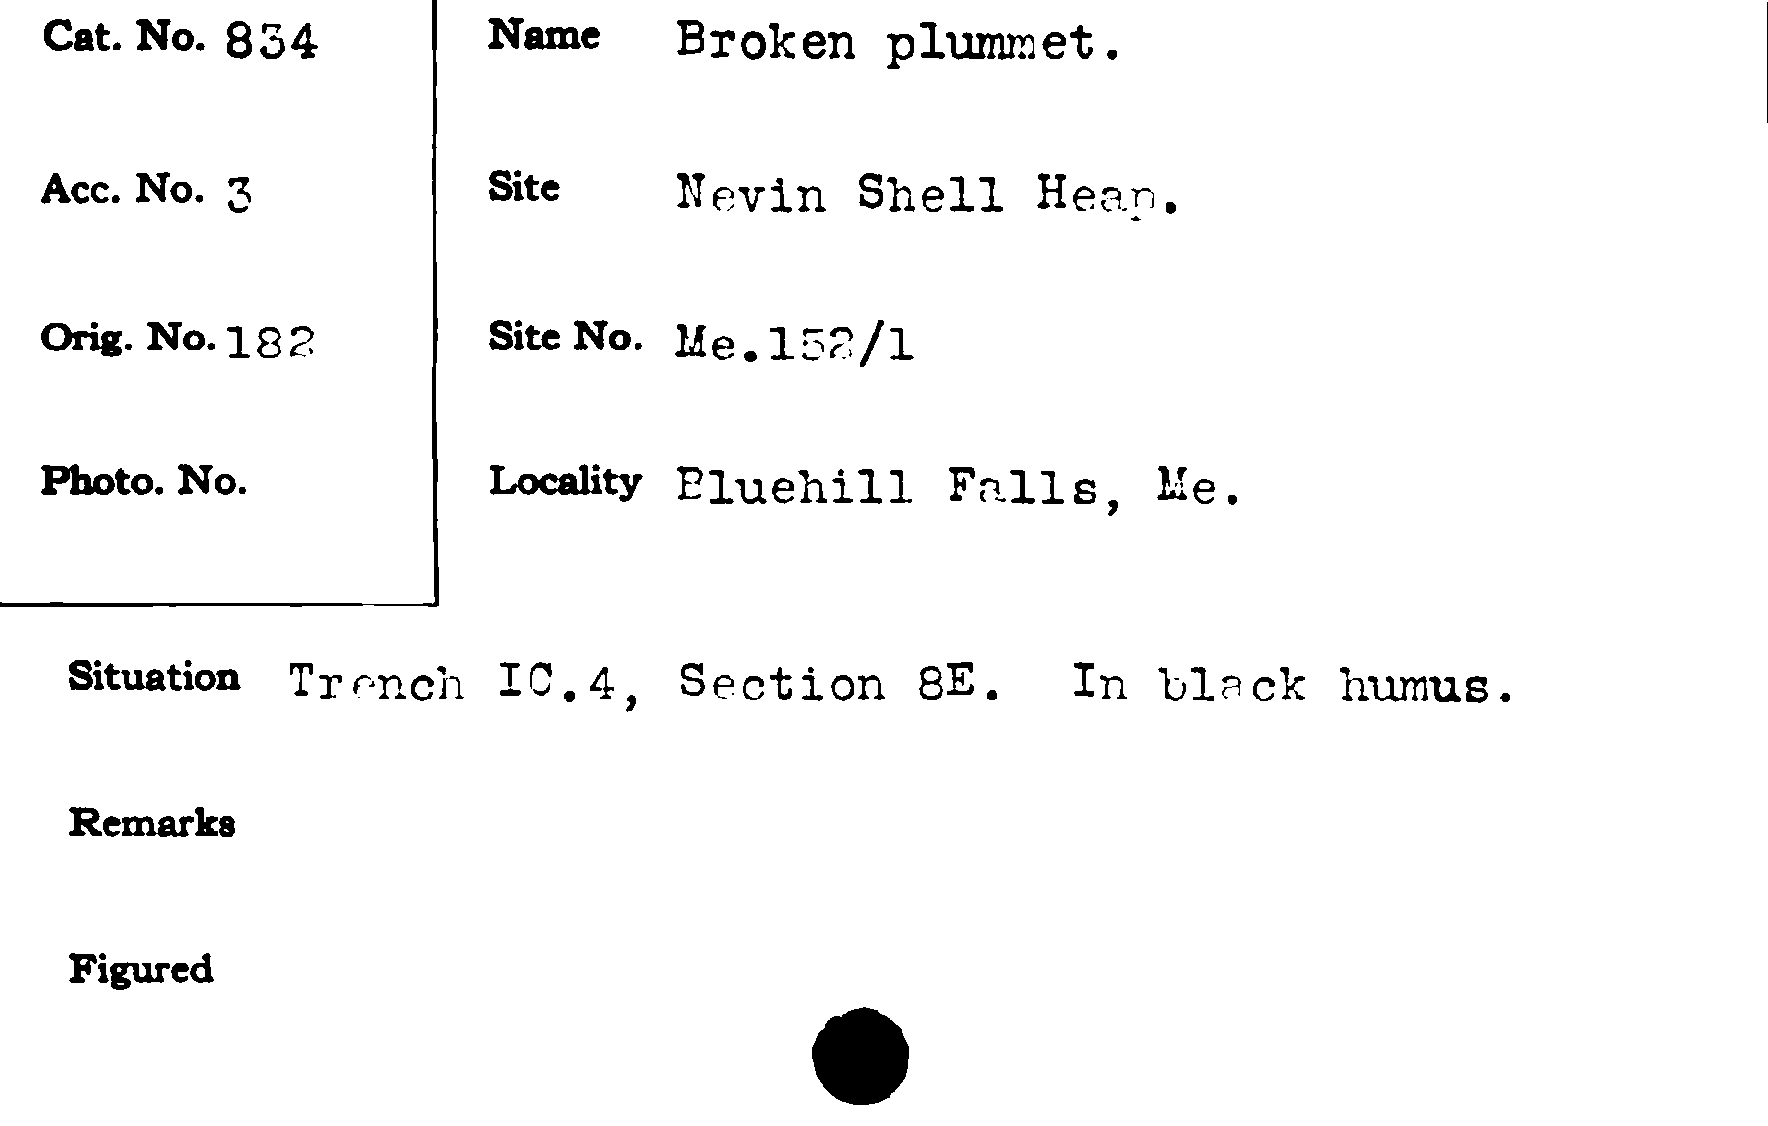 Cat. No. 834
Name Broken plummet.
Acc. No. 3
Site Nevin Shell Heap.
Orig. No. 182
Site No. Me.152/1
Photo. No.
Locality Bluehill Falls, Me.
Situation Trench IC.4, Section 8E. In black humus.
Remarks
Figured